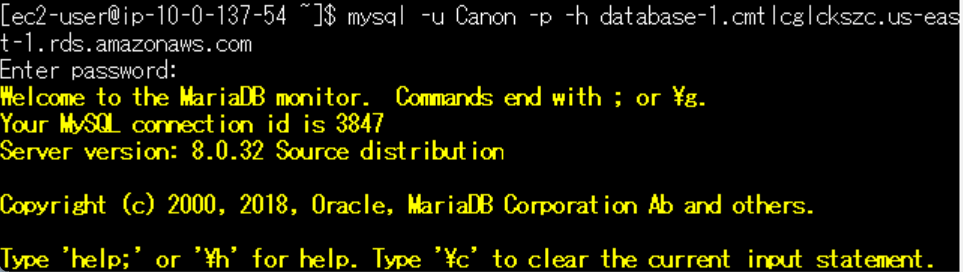 [ec2-user@ip-10-0-137-54 ~]$ mysql -u Canon -p -h database-1.cmtlcglckszc.us-eas
t-1.rds.amazonaws.com
Enter password:
Welcome to the MariaDB monitor.  Commands end with ; or ¥g.
Your MySQL connection id is 3847
Server version: 8.0.32 Source distribution

Copyright (c) 2000, 2018, Oracle, MariaDB Corporation Ab and others.

Type 'help;' or '¥h' for help. Type '¥c' to clear the current input statement.